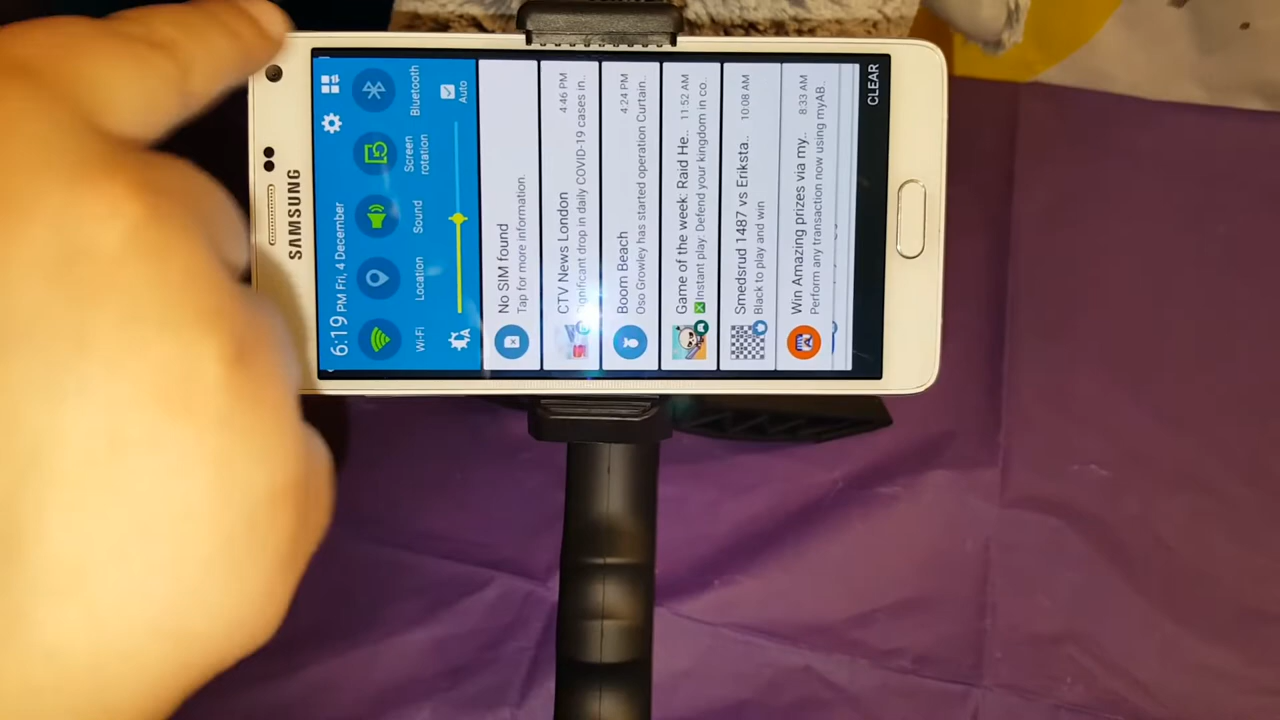 SAMSUNG
6:19 PM Fri, 4 December
Wi-Fi
Location
Sound
Screen rotation
Bluetooth
A
Auto
No SIM found
Tap for more information.
CTV News London 4:46 PM
ignificant drop in daily COVID-19 cases in..
Boom Beach 4:24 PM
Oso Growley has started operation Curtain..
Game of the week: Raid He.. 11:52 AM
Instant play: Defend your kingdom in co..
Smedsrud 1487 vs Eriksta.. 10:08 AM
Black to play and win
Win Amazing prizes via my.. 8:33 AM
Perform any transaction now using myAB..
CLEAR